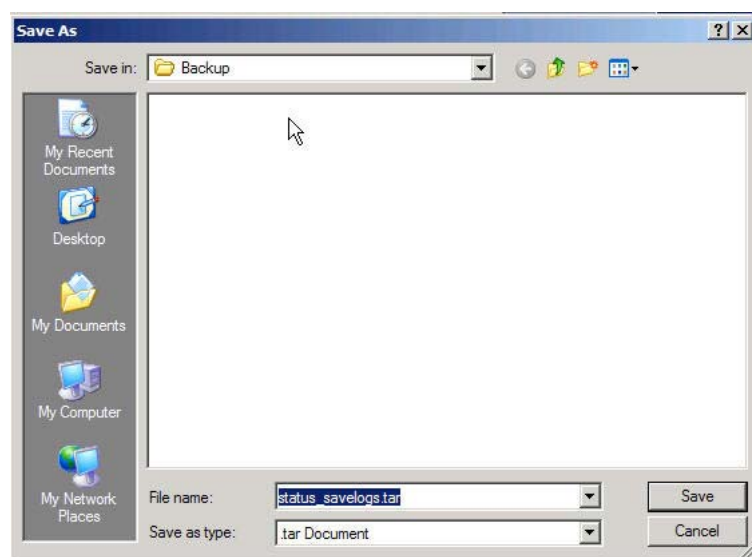 Save As
Save in:
Backup
My Recent
Documents
Desktop
My Documents
My Computer
My Network
Places
File name:
status_savelogs.tar
Save
Save as type:
.tar Document
Cancel